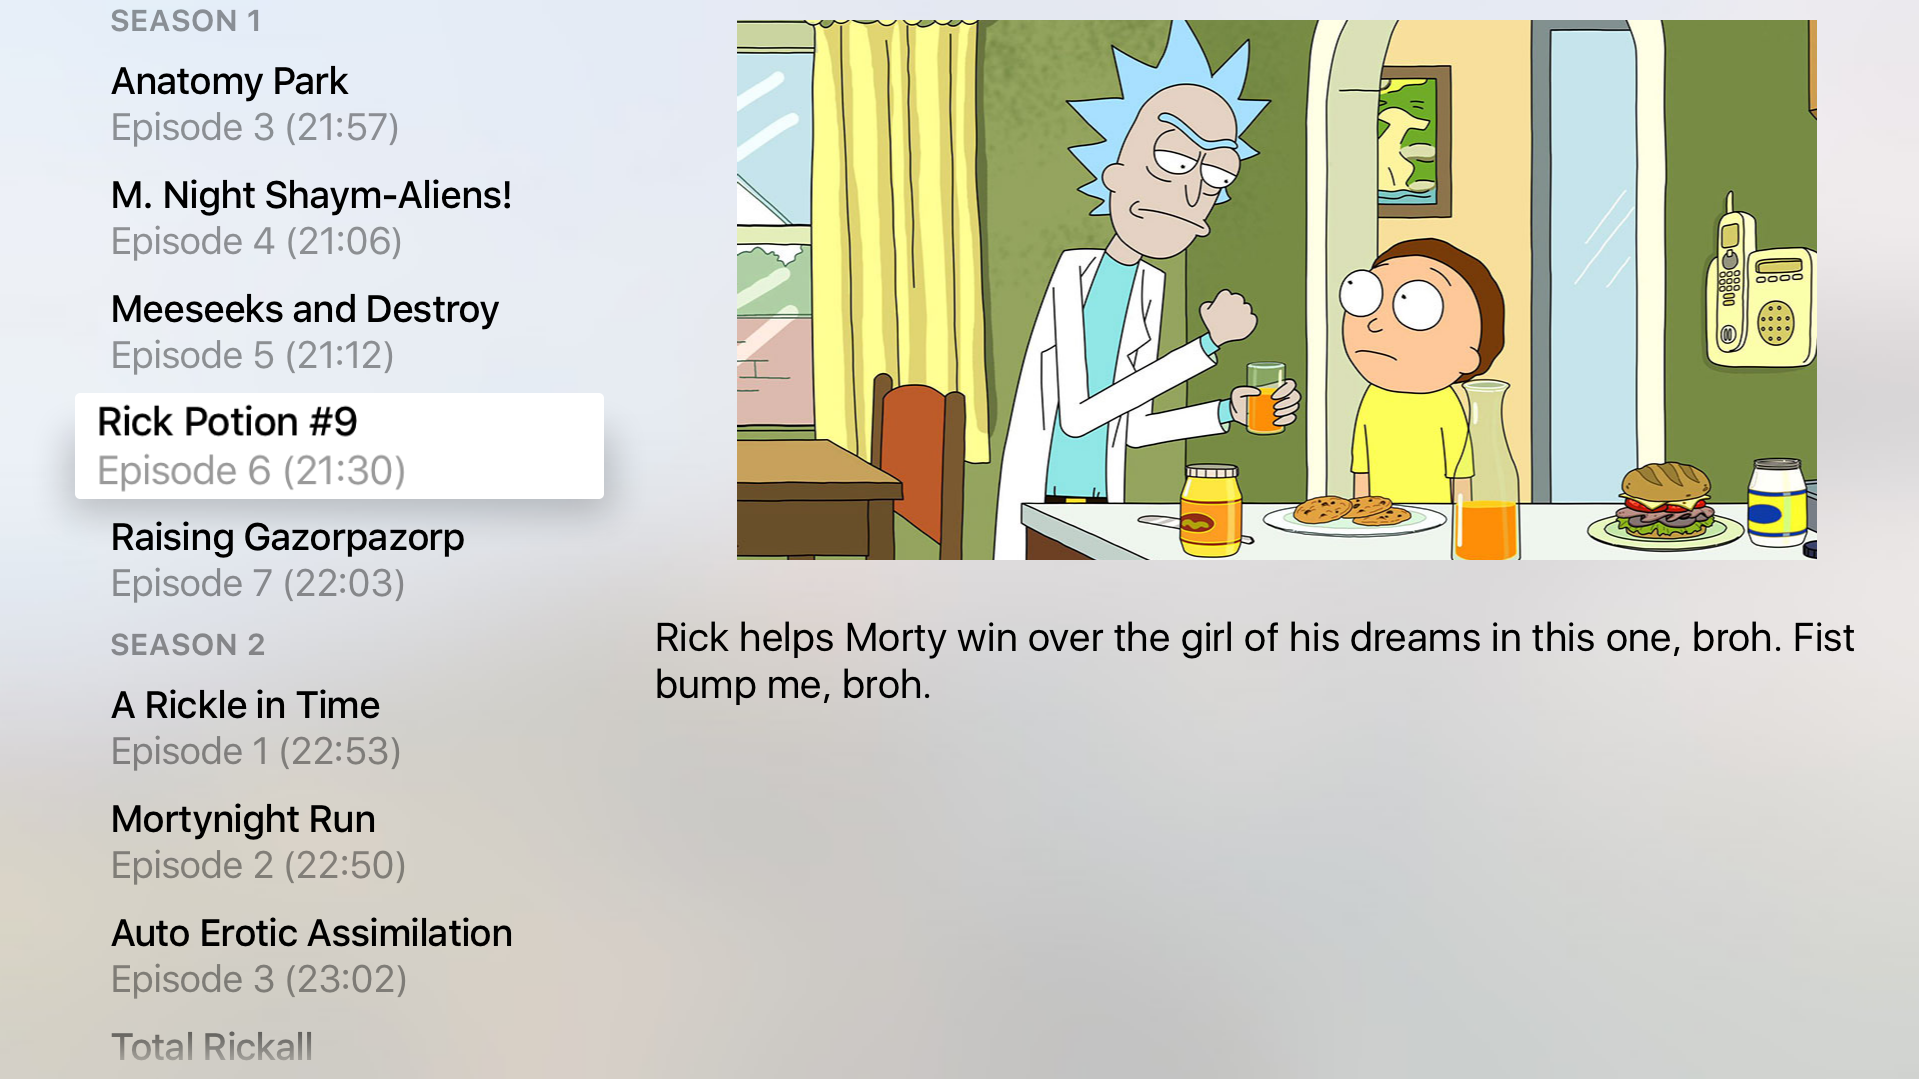 SEASON 1
Anatomy Park
Episode 3 (21:57)
M. Night Shaym-Aliens!
Episode 4 (21:06)
Meeseeks and Destroy
Episode 5 (21:12)
Rick Potion #9
Episode 6 (21:30)
Raising Gazorpazorp
Episode 7 (22:03)
SEASON 2
A Rickle in Time
Episode 1 (22:53)
Mortynight Run
Episode 2 (22:50)
Auto Erotic Assimilation
Episode 3 (23:02)
Total Rickall
Rick helps Morty win over the girl of his dreams in this one, broh. Fist
bump me, broh.